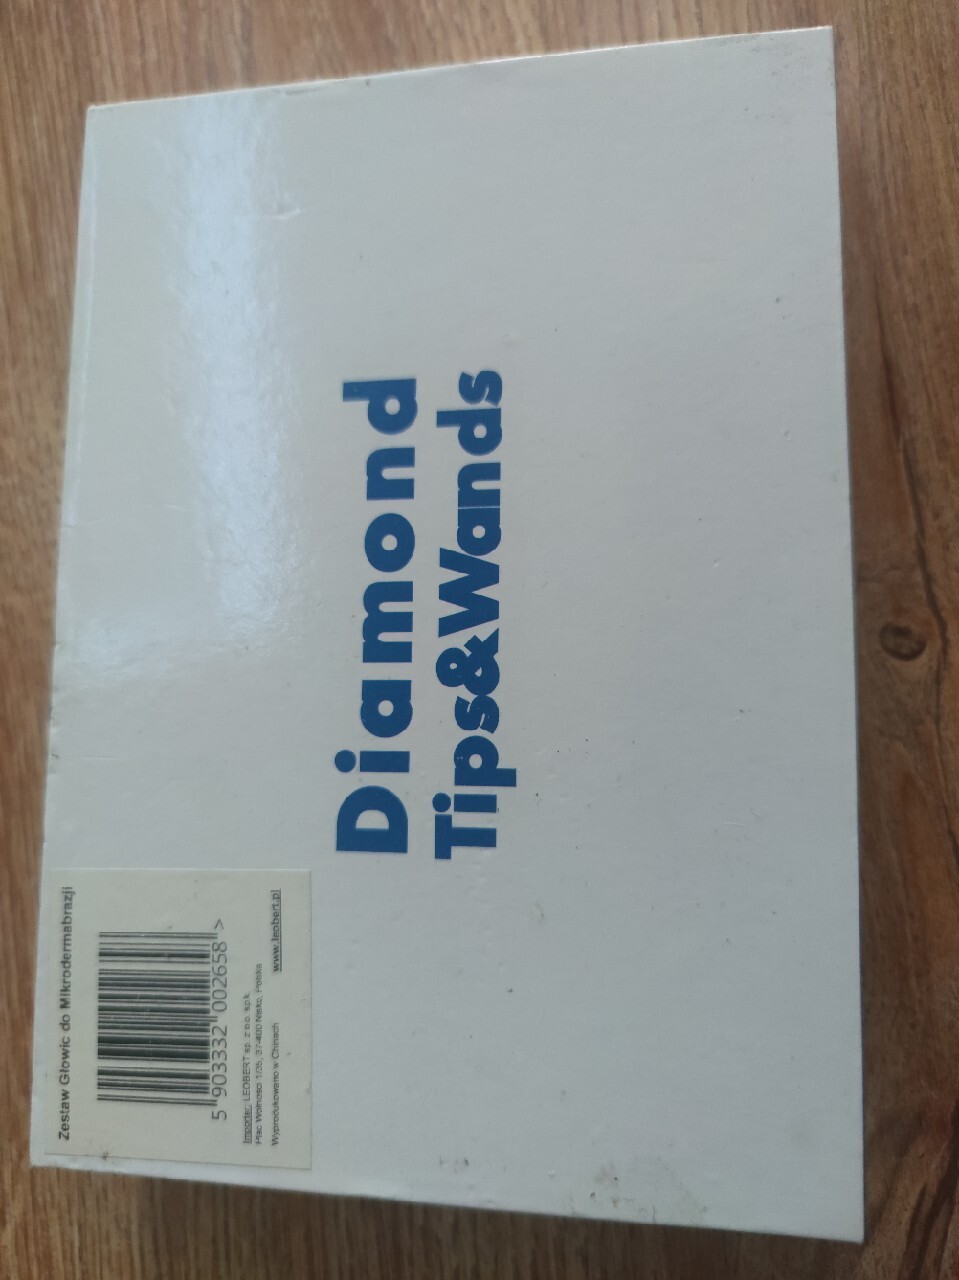 Zestaw Głowic do Mikrodermabrazji
5 903332 002658 >
Importer: LEOBERT sp. z o.o. sp.k.
Plac Wolności 1/35, 37-400 Nisko, Polska
Wyprodukowano w Chinach www.leobert.pl
Diamond
Tips&Wands